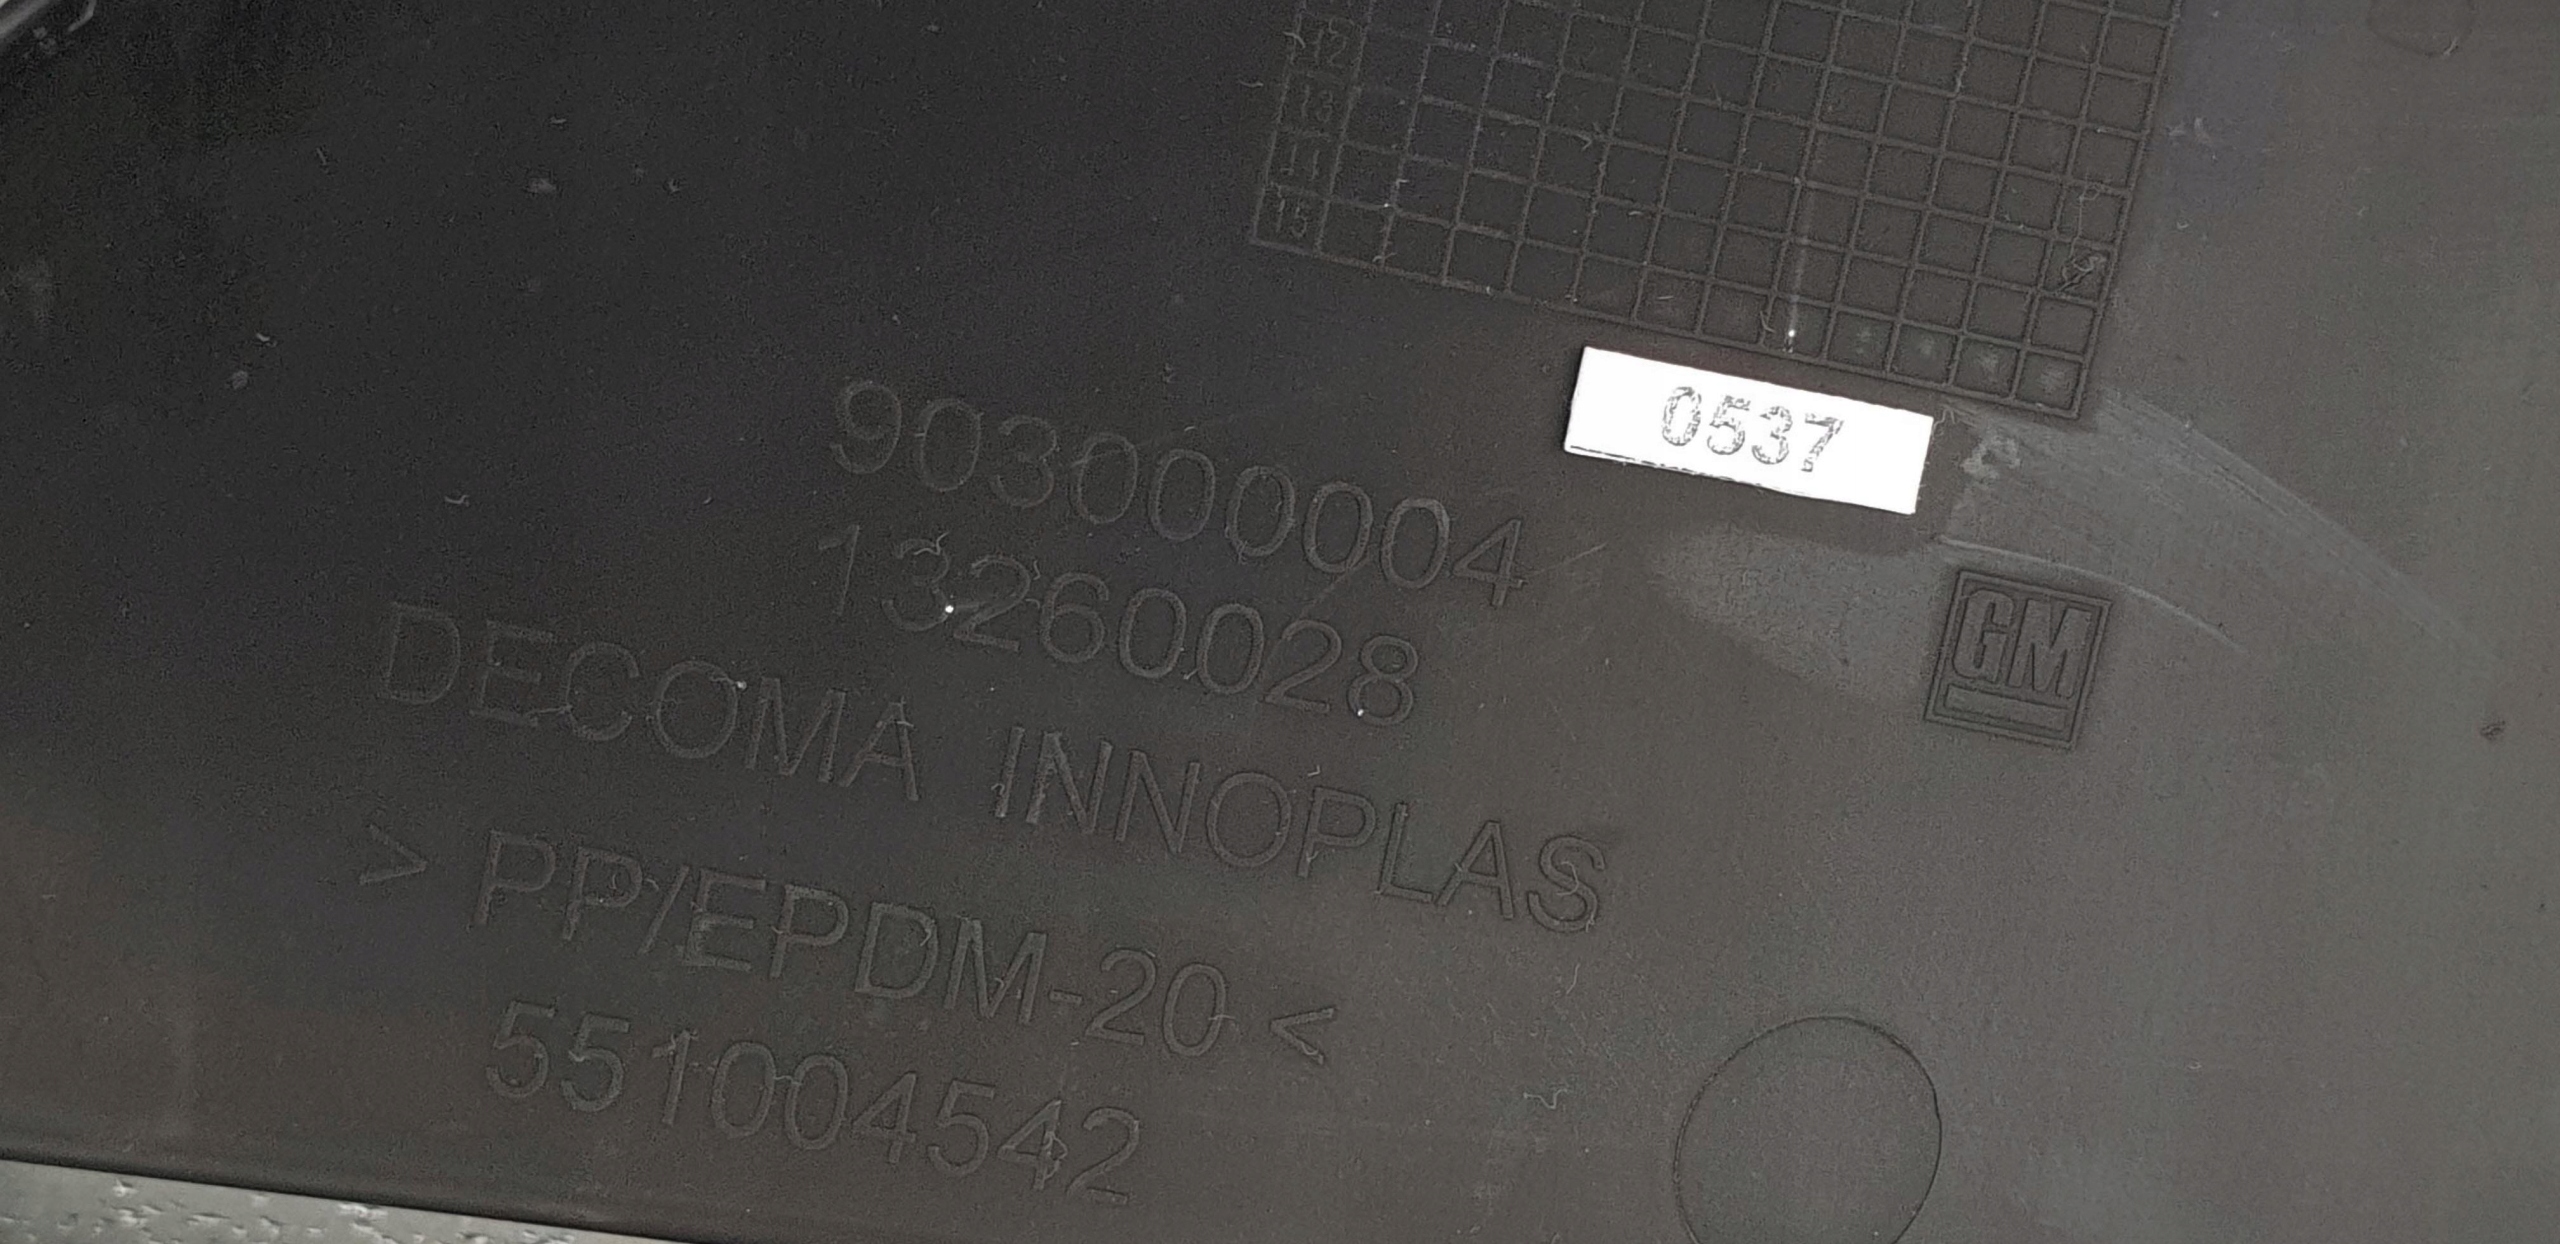 12
13
14
15
0537
903000004
13260028
GM
DECOMA INNOPLAS
> PP/EPDM-20 <
551004542